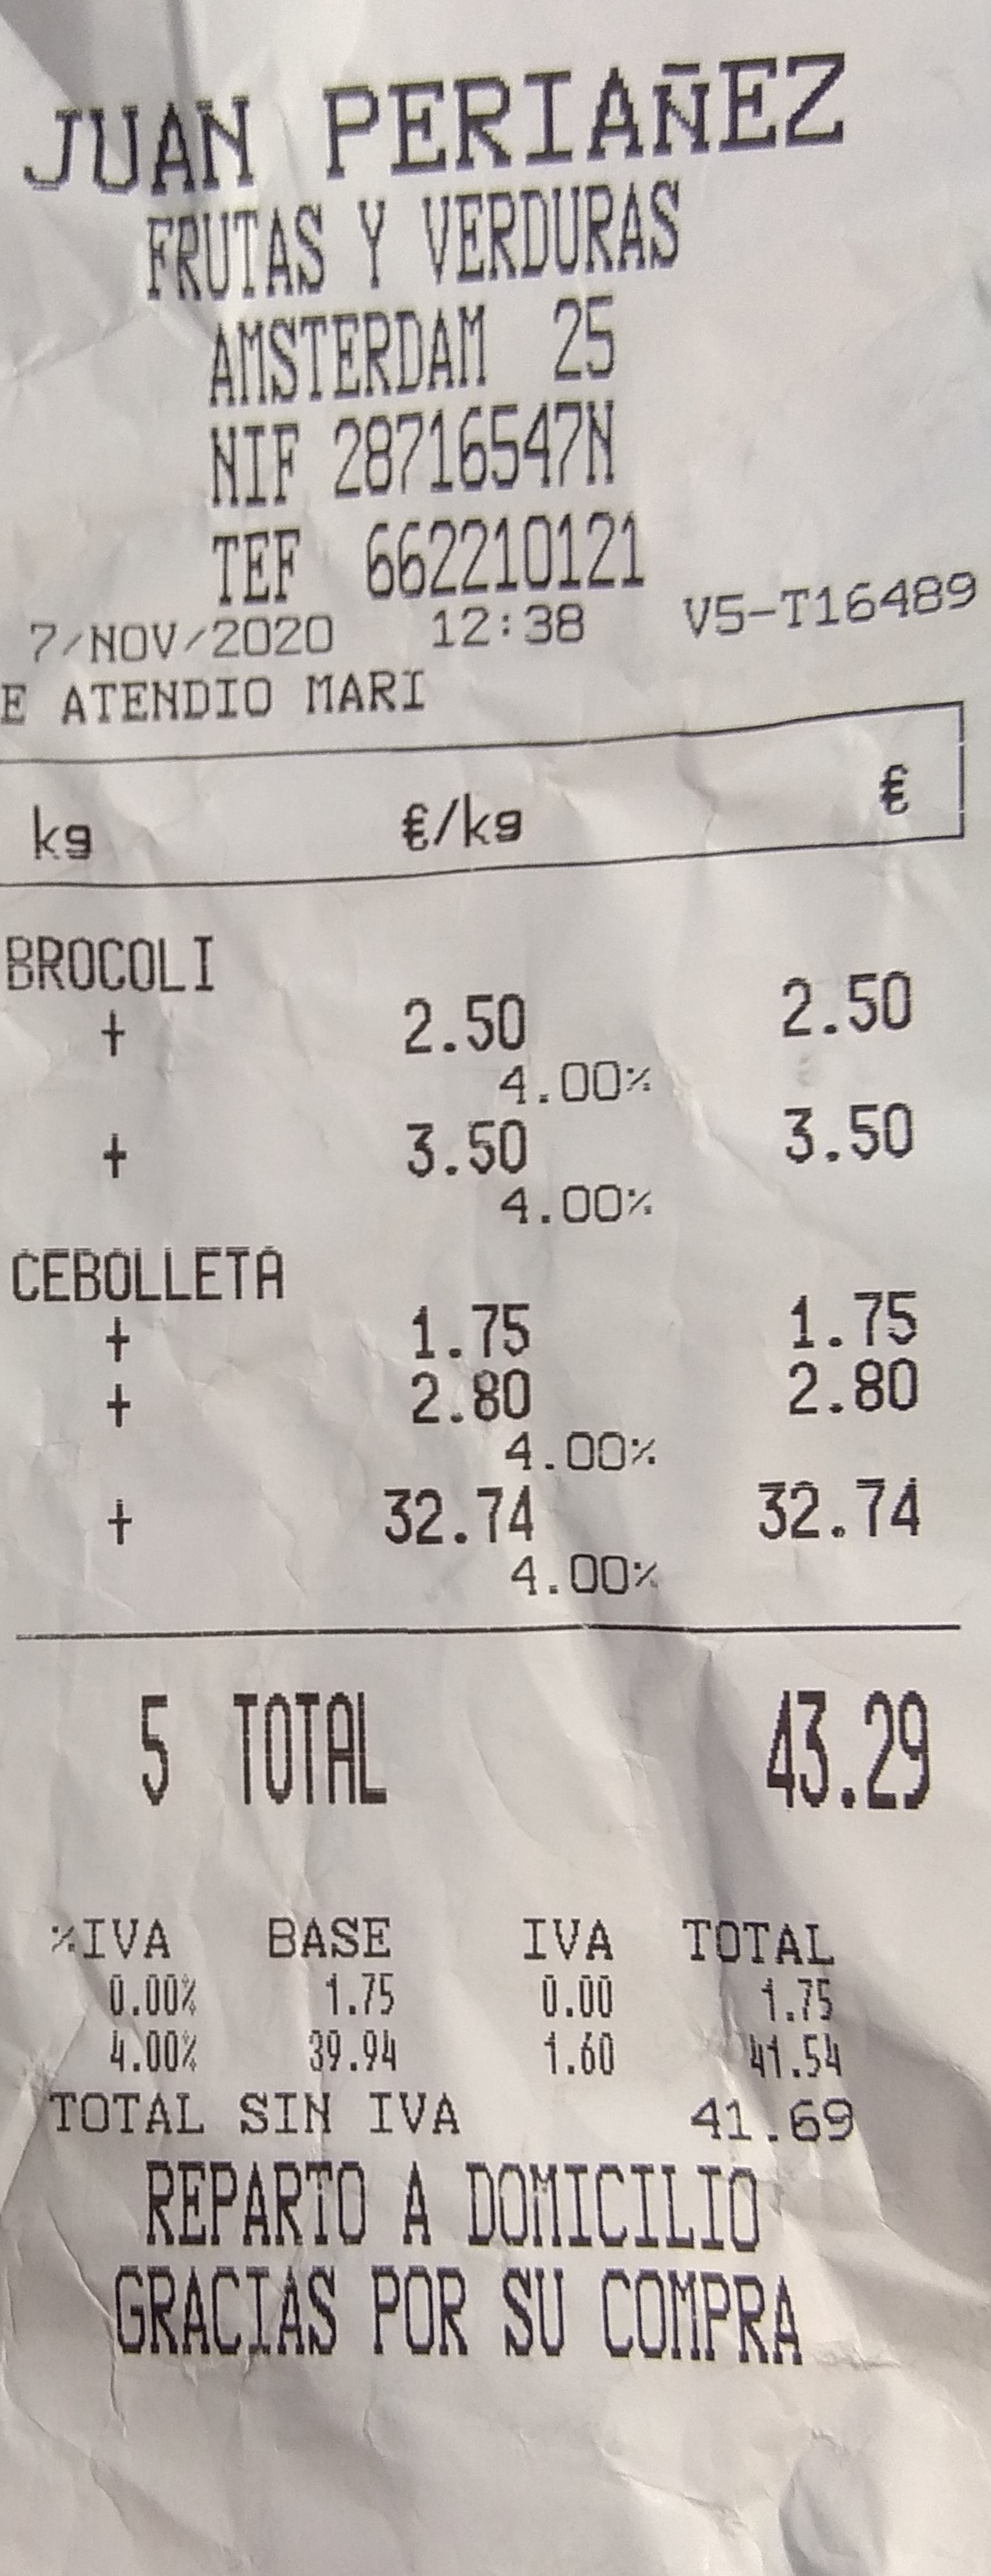 JUAN PERIAÑEZ
FRUTAS Y VERDURAS
AMSTERDAM 25
NIF 28716547N
TEF 662210121
7/NOV/2020 12:38 V5-T16489
E ATENDIO MARI
kg €/kg €
BROCOLI
+ 2.50 2.50
4.00%
+ 3.50 3.50
4.00%
CEBOLLETA
+ 1.75 1.75
+ 2.80 2.80
4.00%
+ 32.74 32.74
4.00%
5 TOTAL 43.29
%IVA BASE IVA TOTAL
0.00% 1.75 0.00 1.75
4.00% 39.94 1.60 41.54
TOTAL SIN IVA 41.69
REPARTO A DOMICILIO
GRACIAS POR SU COMPRA